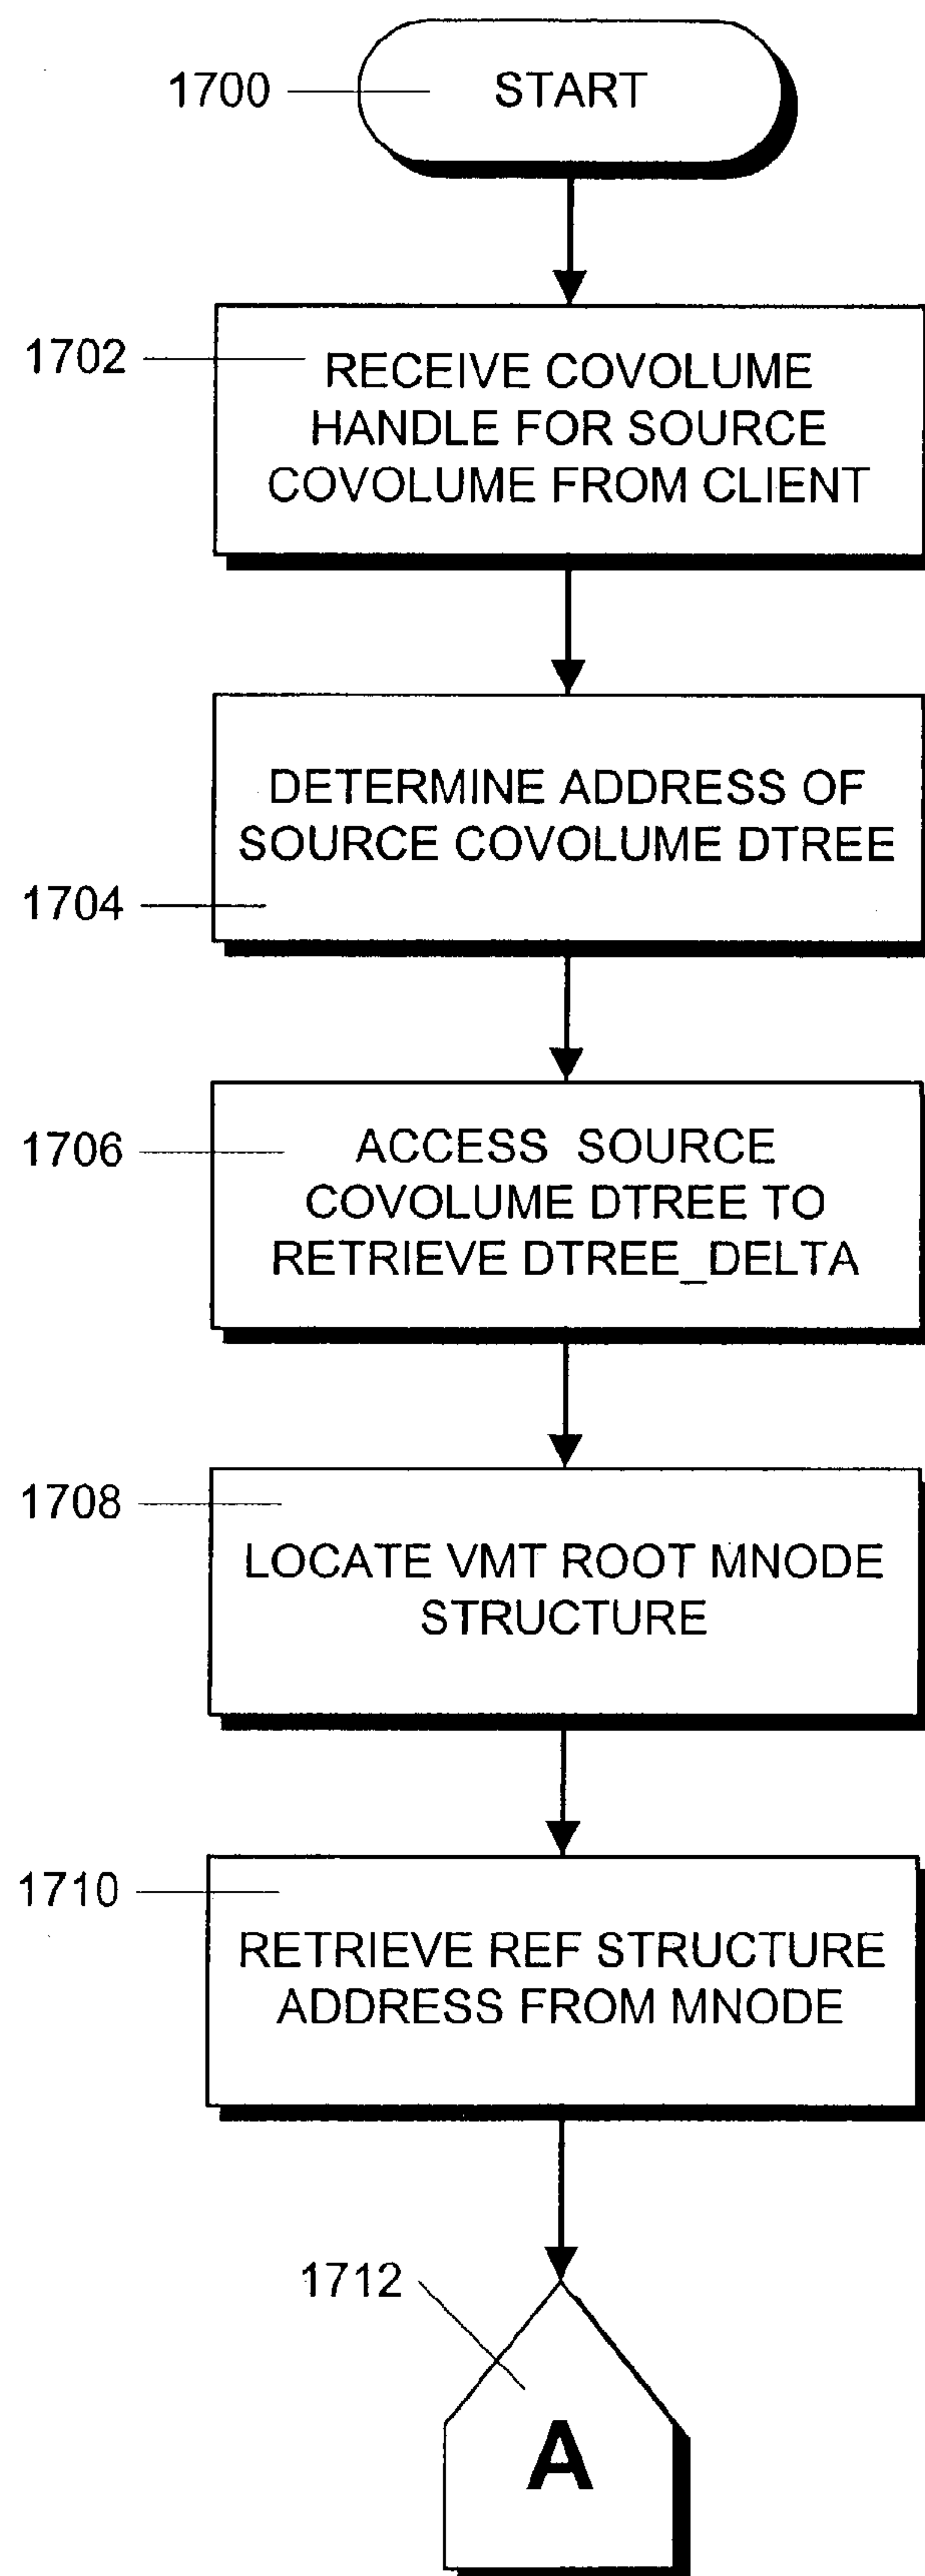 1700
START
1702
RECEIVE COVOLUME
HANDLE FOR SOURCE
COVOLUME FROM CLIENT
DETERMINE ADDRESS OF
SOURCE COVOLUME DTREE
1704
1706
ACCESS SOURCE
COVOLUME DTREE TO
RETRIEVE DTREE_DELTA
1708
LOCATE VMT ROOT MNODE
STRUCTURE
1710
RETRIEVE REF STRUCTURE
ADDRESS FROM MNODE
1712
A